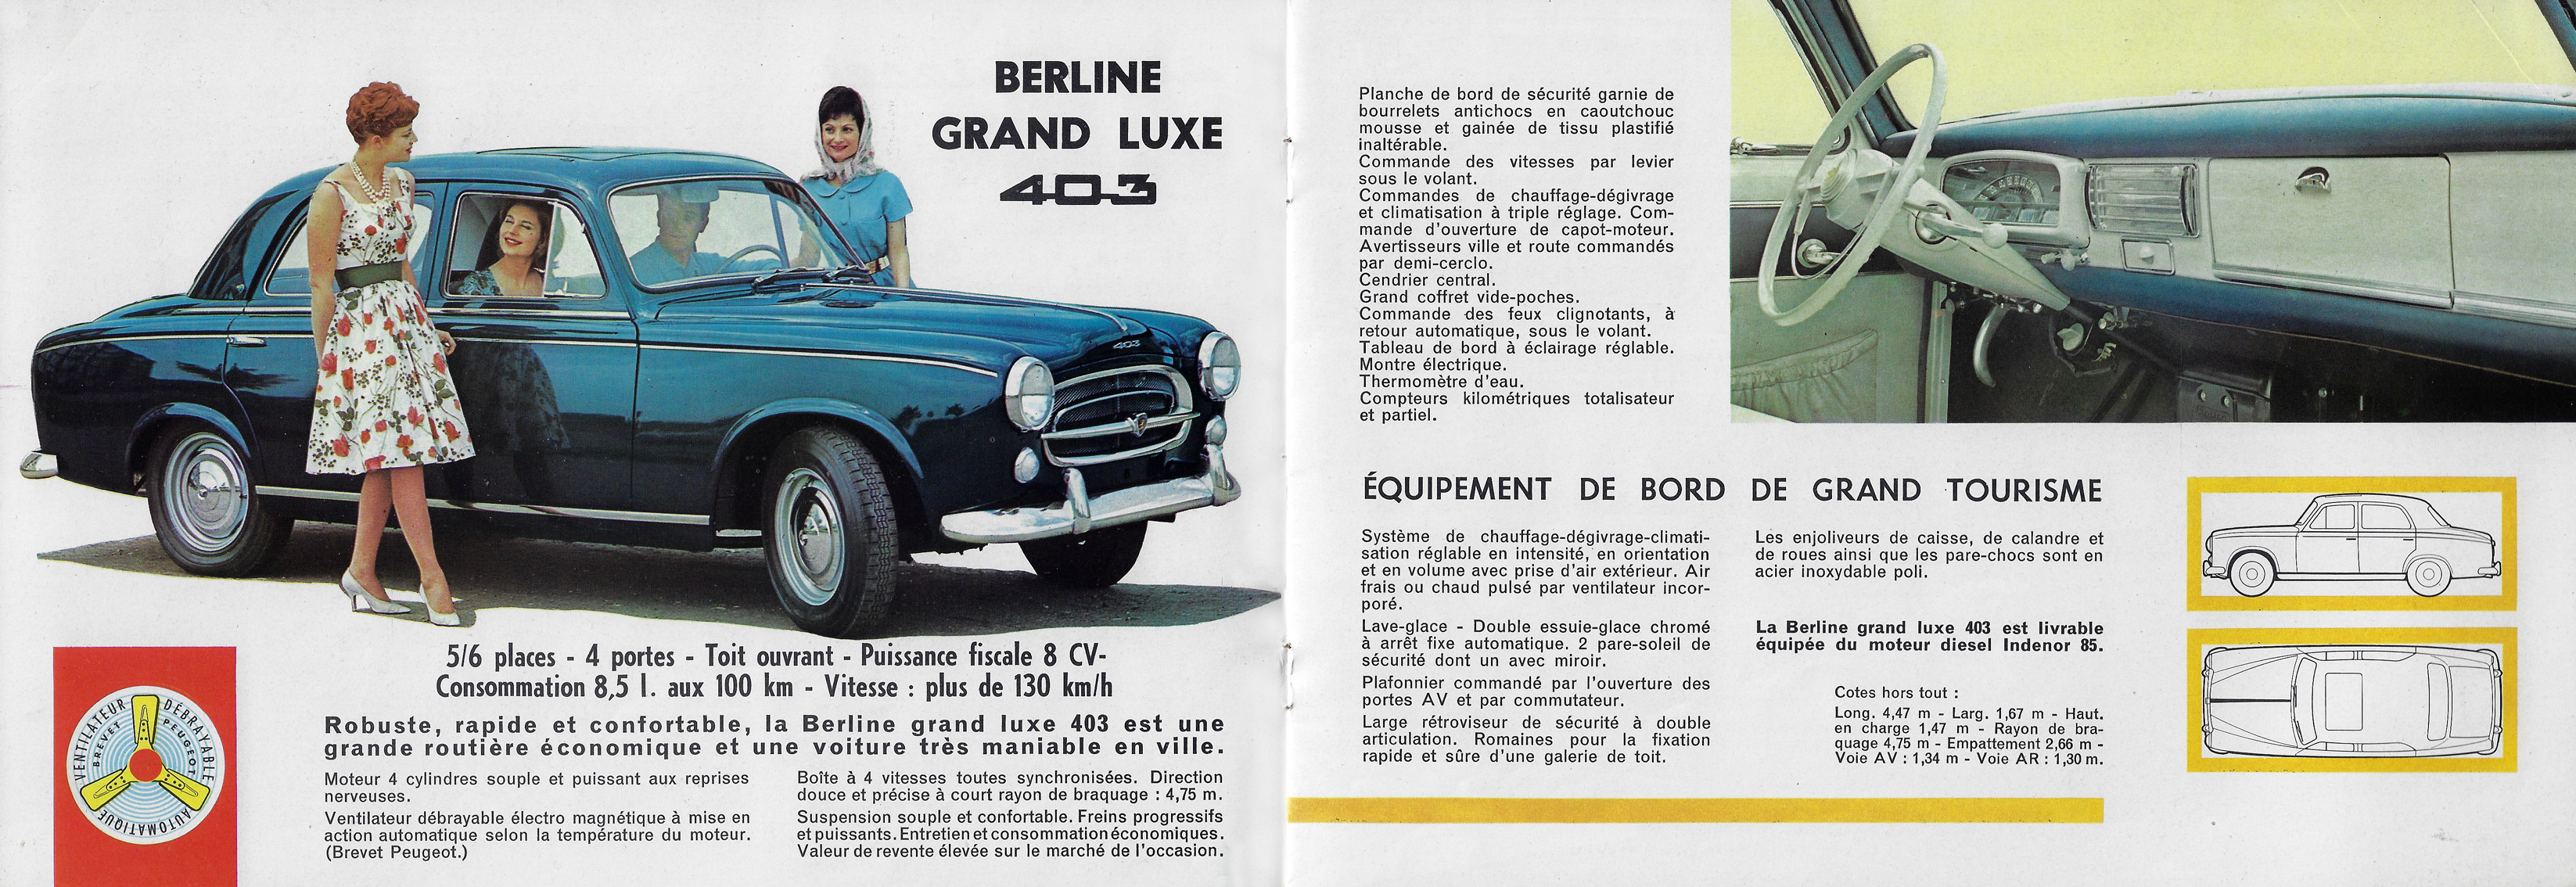 BERLINE
GRAND LUXE
403
403
5/6 places - 4 portes - Toit ouvrant - Puissance fiscale 8 CV-
Consommation 8,5 l. aux 100 km - Vitesse : plus de 130 km/h
Robuste, rapide et confortable, la Berline grand luxe 403 est une
grande routière économique et une voiture très maniable en ville.
VENTILATEUR DÉBRAYABLE
AUTOMATIQUE
BREVET PEUGEOT
Moteur 4 cylindres souple et puissant aux reprises
nerveuses.
Ventilateur débrayable électro magnétique à mise en
action automatique selon la température du moteur.
(Brevet Peugeot.)
Boîte à 4 vitesses toutes synchronisées. Direction
douce et précise à court rayon de braquage : 4,75 m.
Suspension souple et confortable. Freins progressifs
et puissants. Entretien et consommation économiques.
Valeur de revente élevée sur le marché de l'occasion.
Planche de bord de sécurité garnie de
bourrelets antichocs en caoutchouc
mousse et gainée de tissu plastifié
inaltérable.
Commande des vitesses par levier
sous le volant.
Commandes de chauffage-dégivrage
et climatisation à triple réglage. Com-
mande d'ouverture de capot-moteur.
Avertisseurs ville et route commandés
par demi-cerclo.
Cendrier central.
Grand coffret vide-poches.
Commande des feux clignotants, à
retour automatique, sous le volant.
Tableau de bord à éclairage réglable.
Montre électrique.
Thermomètre d'eau.
Compteurs kilométriques totalisateur
et partiel.
ÉQUIPEMENT DE BORD DE GRAND TOURISME
Système de chauffage-dégivrage-climati-
sation réglable en intensité, en orientation
et en volume avec prise d'air extérieur. Air
frais ou chaud pulsé par ventilateur incor-
poré.
Lave-glace - Double essuie-glace chromé
à arrêt fixe automatique. 2 pare-soleil de
sécurité dont un avec miroir.
Plafonnier commandé par l'ouverture des
portes AV et par commutateur.
Large rétroviseur de sécurité à double
articulation. Romaines pour la fixation
rapide et sûre d'une galerie de toit.
Les enjoliveurs de caisse, de calandre et
de roues ainsi que les pare-chocs sont en
acier inoxydable poli.
La Berline grand luxe 403 est livrable
équipée du moteur diesel Indenor 85.
Cotes hors tout :
Long. 4,47 m - Larg. 1,67 m - Haut.
en charge 1,47 m - Rayon de bra-
quage 4,75 m - Empattement 2,66 m -
Voie AV : 1,34 m - Voie AR : 1,30 m.